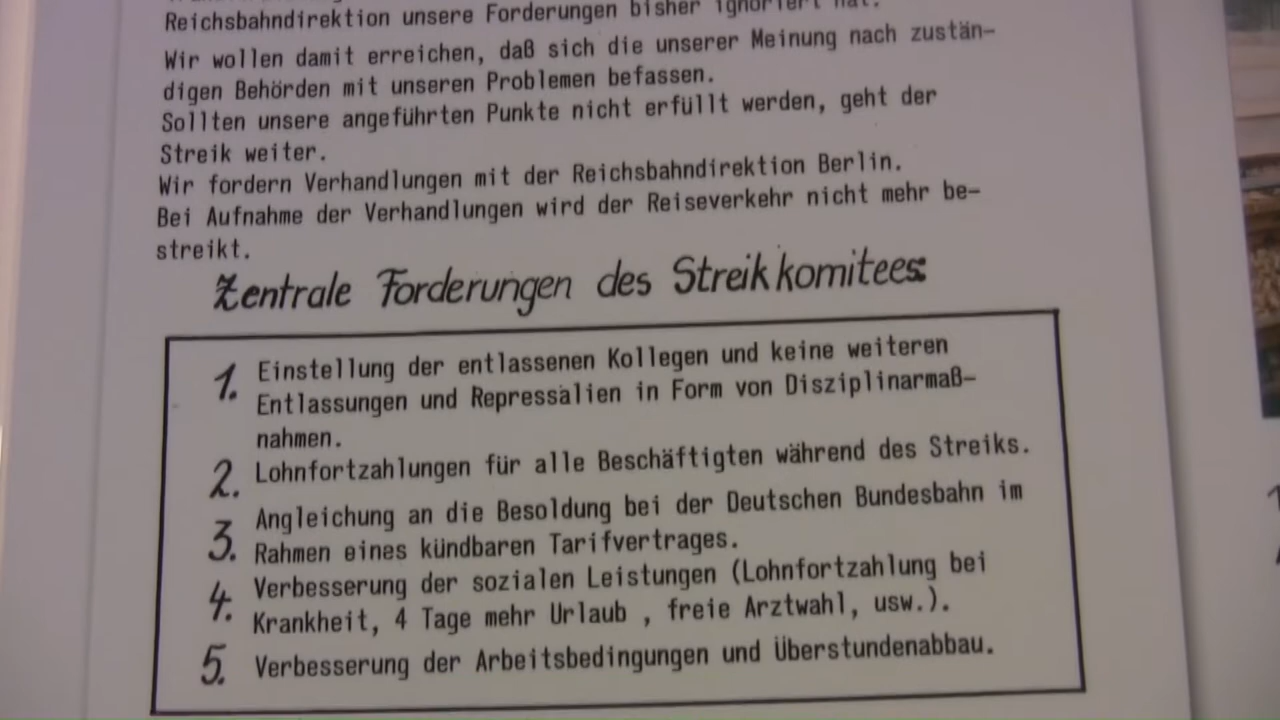 Reichsbahndirektion unsere Forderungen bisher ignoriert hat.
Wir wollen damit erreichen, daß sich die unserer Meinung nach zustän-
digen Behörden mit unseren Problemen befassen.
Sollten unsere angeführten Punkte nicht erfüllt werden, geht der
Streik weiter.
Wir fordern Verhandlungen mit der Reichsbahndirektion Berlin.
Bei Aufnahme der Verhandlungen wird der Reiseverkehr nicht mehr be-
streikt.
Zentrale Forderungen des Streikkomitees:
1. Einstellung der entlassenen Kollegen und keine weiteren
Entlassungen und Repressalien in Form von Disziplinarmaß-
nahmen.
2. Lohnfortzahlungen für alle Beschäftigten während des Streiks.
3. Angleichung an die Besoldung bei der Deutschen Bundesbahn im
Rahmen eines kündbaren Tarifvertrages.
4. Verbesserung der sozialen Leistungen (Lohnfortzahlung bei
Krankheit, 4 Tage mehr Urlaub , freie Arztwahl, usw.).
5. Verbesserung der Arbeitsbedingungen und Überstundenabbau.